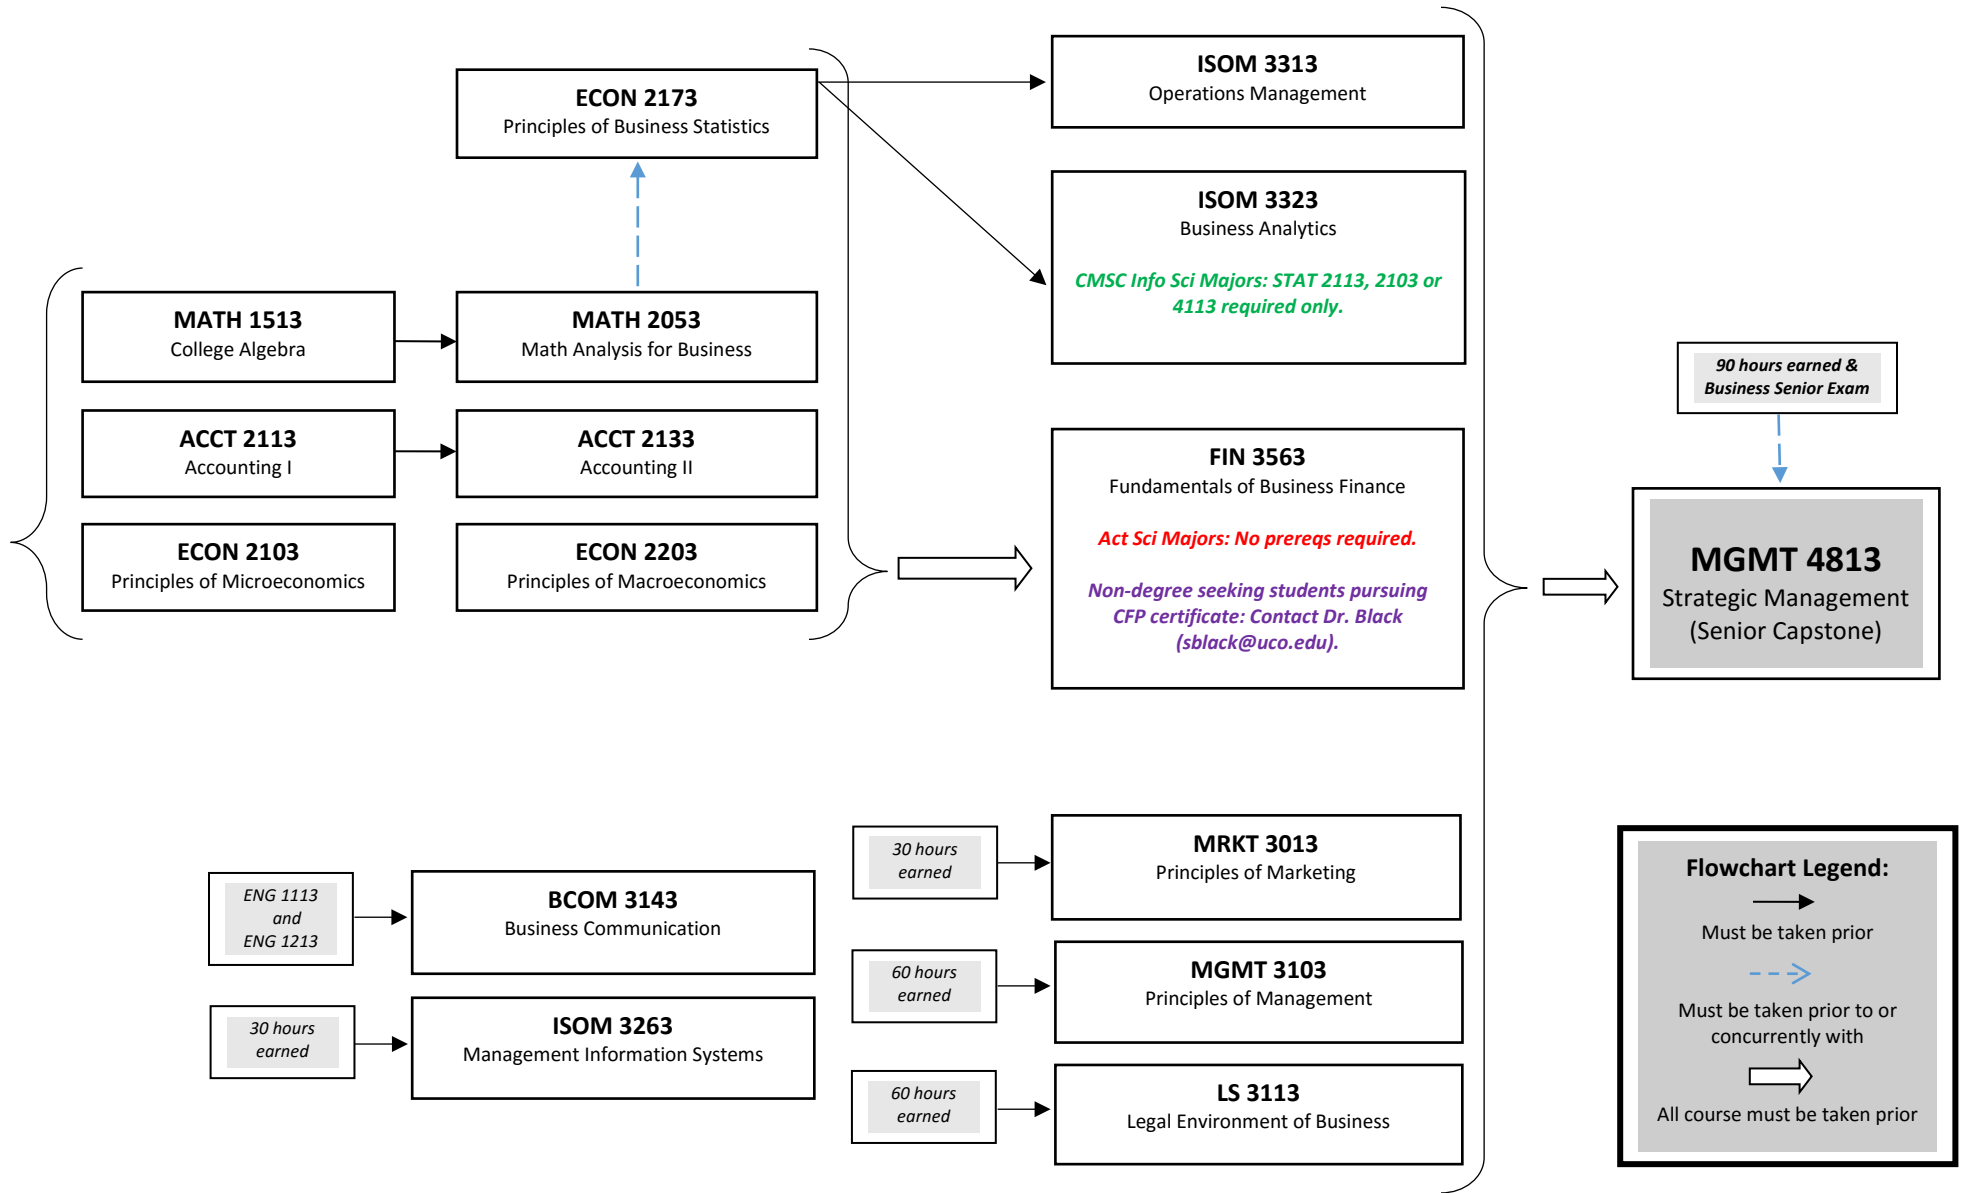 ECON 2173
Principles of Business Statistics
ISOM 3313
Operations Management
ISOM 3323
Business Analytics
CMSC Info Sci Majors: STAT 2113, 2103 or
4113 required only.
MATH 1513
College Algebra
MATH 2053
Math Analysis for Business
ACCT 2113
Accounting I
ACCT 2133
Accounting II
ECON 2103
Principles of Microeconomics
ECON 2203
Principles of Macroeconomics
FIN 3563
Fundamentals of Business Finance
Act Sci Majors: No prereqs required.
Non-degree seeking students pursuing
CFP certificate: Contact Dr. Black
(sblack@uco.edu).
90 hours earned &
Business Senior Exam
MGMT 4813
Strategic Management
(Senior Capstone)
ENG 1113
and
ENG 1213
BCOM 3143
Business Communication
30 hours
earned
ISOM 3263
Management Information Systems
30 hours
earned
MRKT 3013
Principles of Marketing
60 hours
earned
MGMT 3103
Principles of Management
60 hours
earned
LS 3113
Legal Environment of Business
Flowchart Legend:
Must be taken prior
Must be taken prior to or
concurrently with
All course must be taken prior